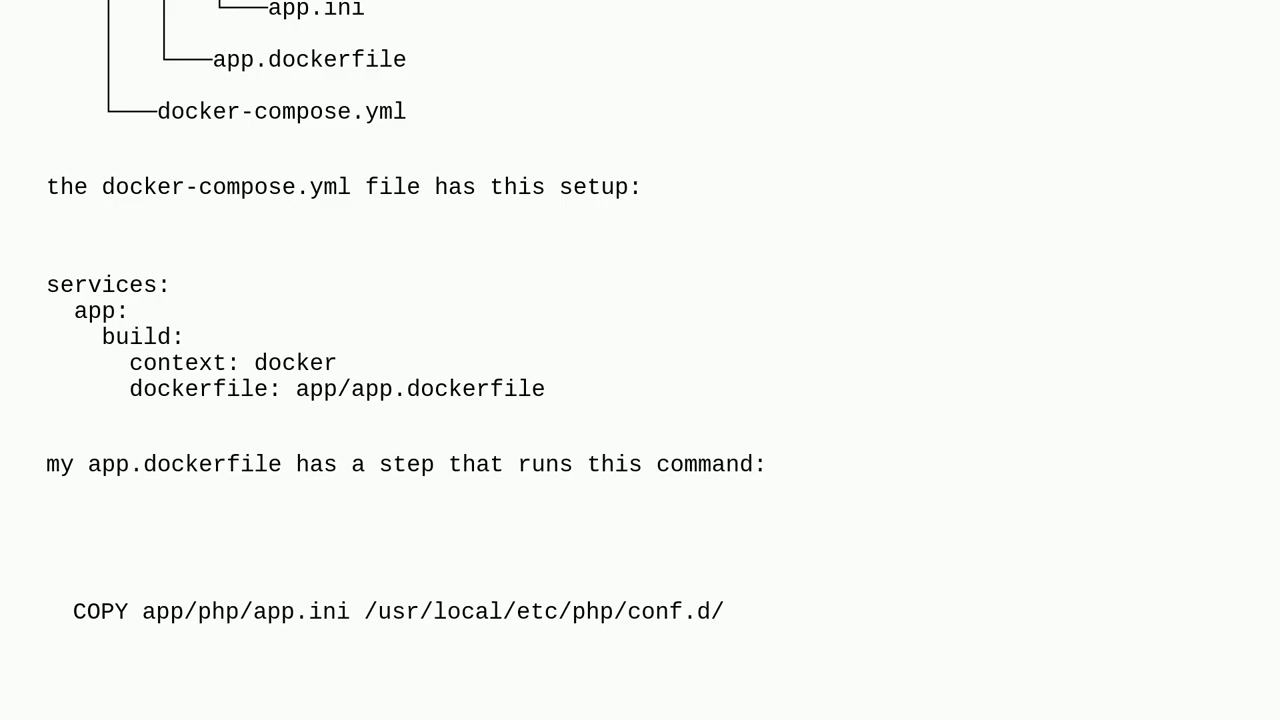 └───app.ini
└───app.dockerfile
└───docker-compose.yml
the docker-compose.yml file has this setup:
services:
  app:
    build:
      context: docker
      dockerfile: app/app.dockerfile
my app.dockerfile has a step that runs this command:
COPY app/php/app.ini /usr/local/etc/php/conf.d/